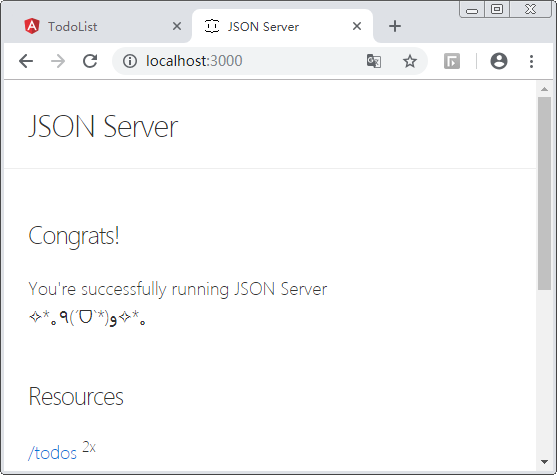 TodoList
JSON Server
localhost:3000
JSON Server
Congrats!
You're successfully running JSON Server
✧*｡٩(ˊᗜˋ*)و✧*｡
Resources
/todos 2x